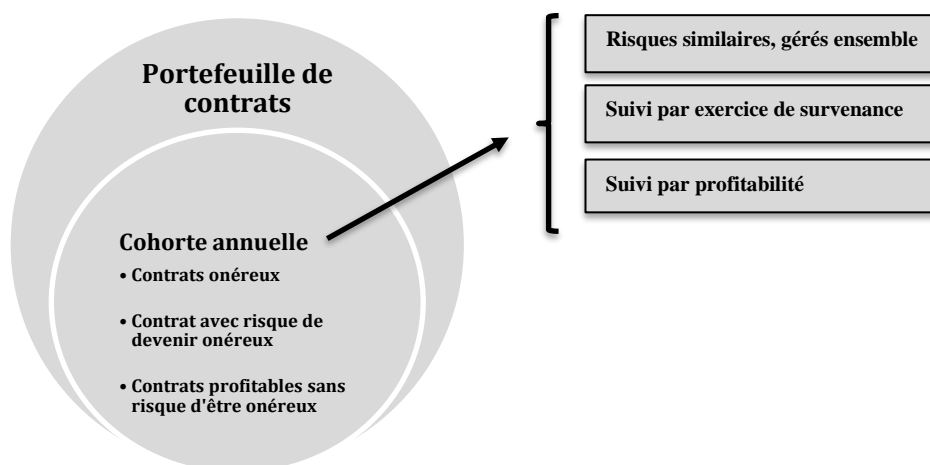 Portefeuille de
contrats
Cohorte annuelle
• Contrats onéreux
• Contrat avec risque de
devenir onéreux
• Contrats profitables sans
risque d'être onéreux
Risques similaires, gérés ensemble
Suivi par exercice de survenance
Suivi par profitabilité